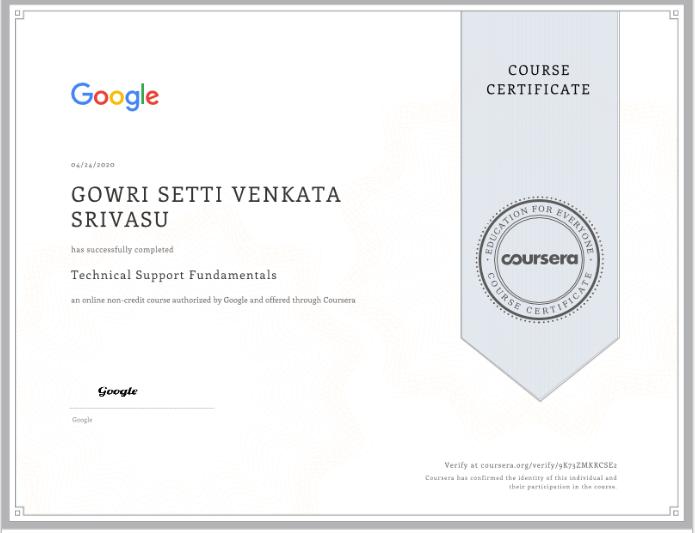 COURSE
CERTIFICATE
Google
04/24/2020
GOWRI SETTI VENKATA
SRIVASU
has successfully completed
Technical Support Fundamentals
an online non-credit course authorized by Google and offered through Coursera
EDUCATION FOR EVERYONE
coursera
COURSE CERTIFICATE
Google
Google
Verify at coursera.org/verify/9K73ZMKRCSE2
Coursera has confirmed the identity of this individual and
their participation in the course.